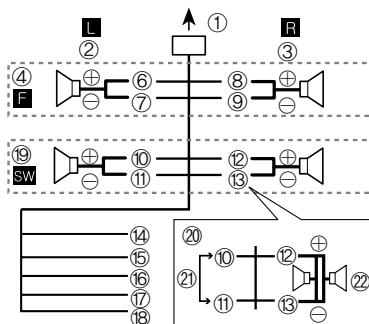 ①
L R
② ③
④ ⊕ ⑥ ⑧ ⊕
F ⊖ ⑦ ⑨ ⊖
⑲ ⊕ ⑩ ⑫ ⊕
SW ⊖ ⑪ ⑬ ⊖
⑭
⑮
⑯
⑰
⑱
⑳ ⊕
⑩ ⑫
㉑ ㉒
⑪ ⑬
⊖